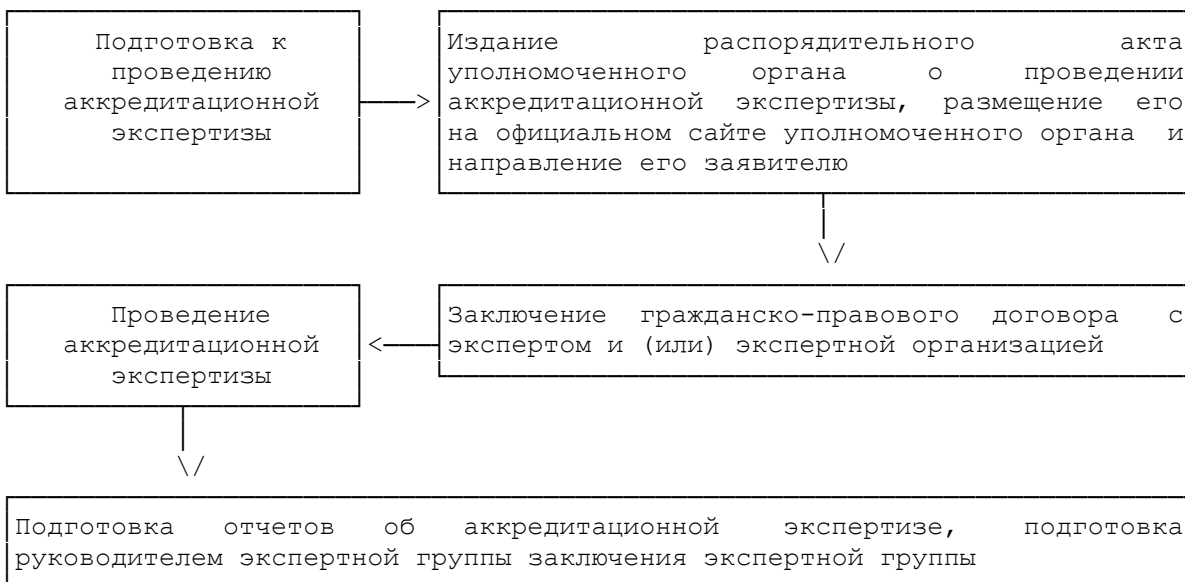 Подготовка к
проведению
аккредитационной
экспертизы
Издание распорядительного акта
уполномоченного органа о проведении
аккредитационной экспертизы, размещение его
на официальном сайте уполномоченного органа и
направление его заявителю
Заключение гражданско-правового договора с
экспертом и (или) экспертной организацией
Проведение
аккредитационной
экспертизы
Подготовка отчетов об аккредитационной экспертизе, подготовка
руководителем экспертной группы заключения экспертной группы